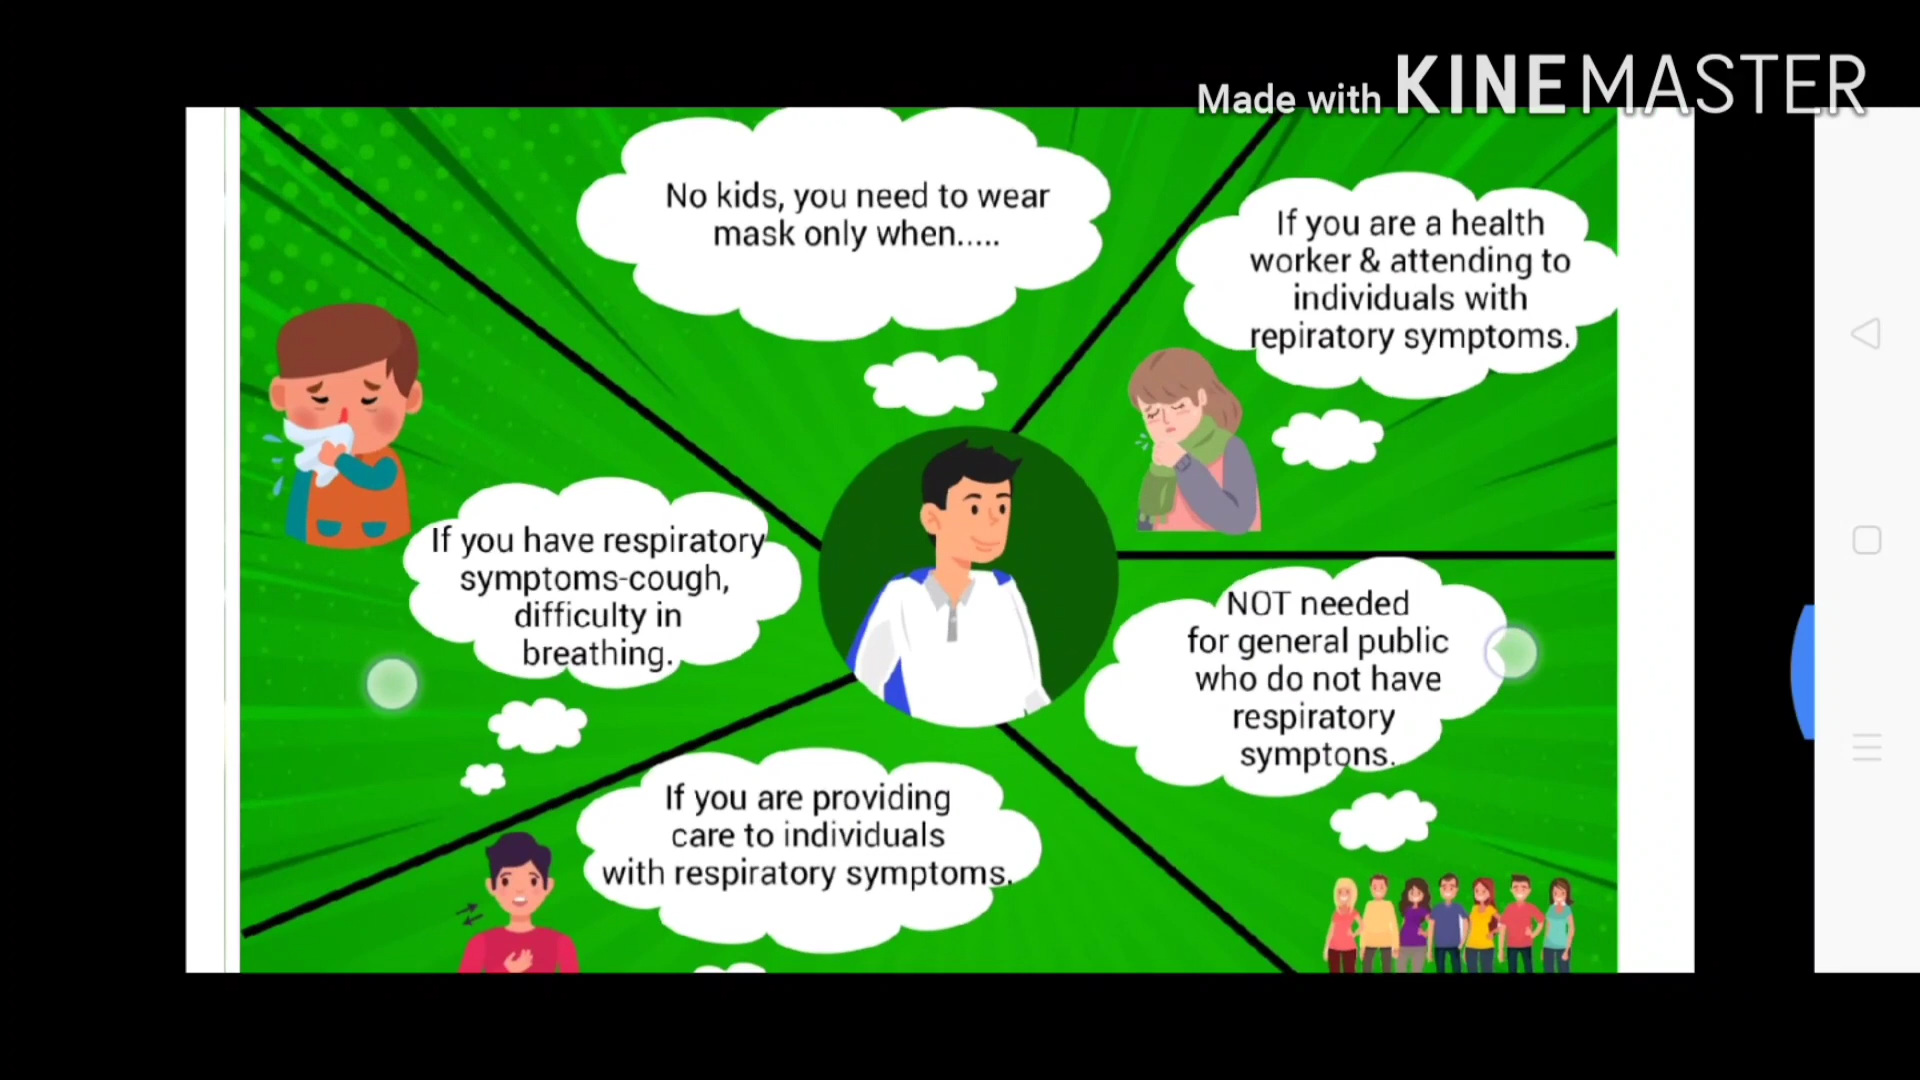 Made with KINEMASTER
No kids, you need to wear
mask only when.....
If you are a health
worker & attending to
individuals with
repiratory symptoms.
If you have respiratory
symptoms-cough,
difficulty in
breathing.
NOT needed
for general public
who do not have
respiratory
symptons.
If you are providing
care to individuals
with respiratory symptoms.